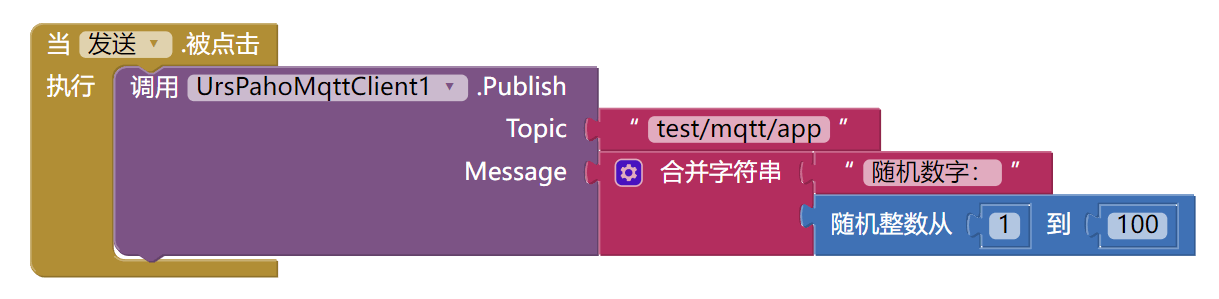 当 发送 .被点击
执行 调用 UrsPahoMqttClient1 .Publish
Topic “ test/mqtt/app ”
Message 合并字符串 “ 随机数字： ”
随机整数从 1 到 100